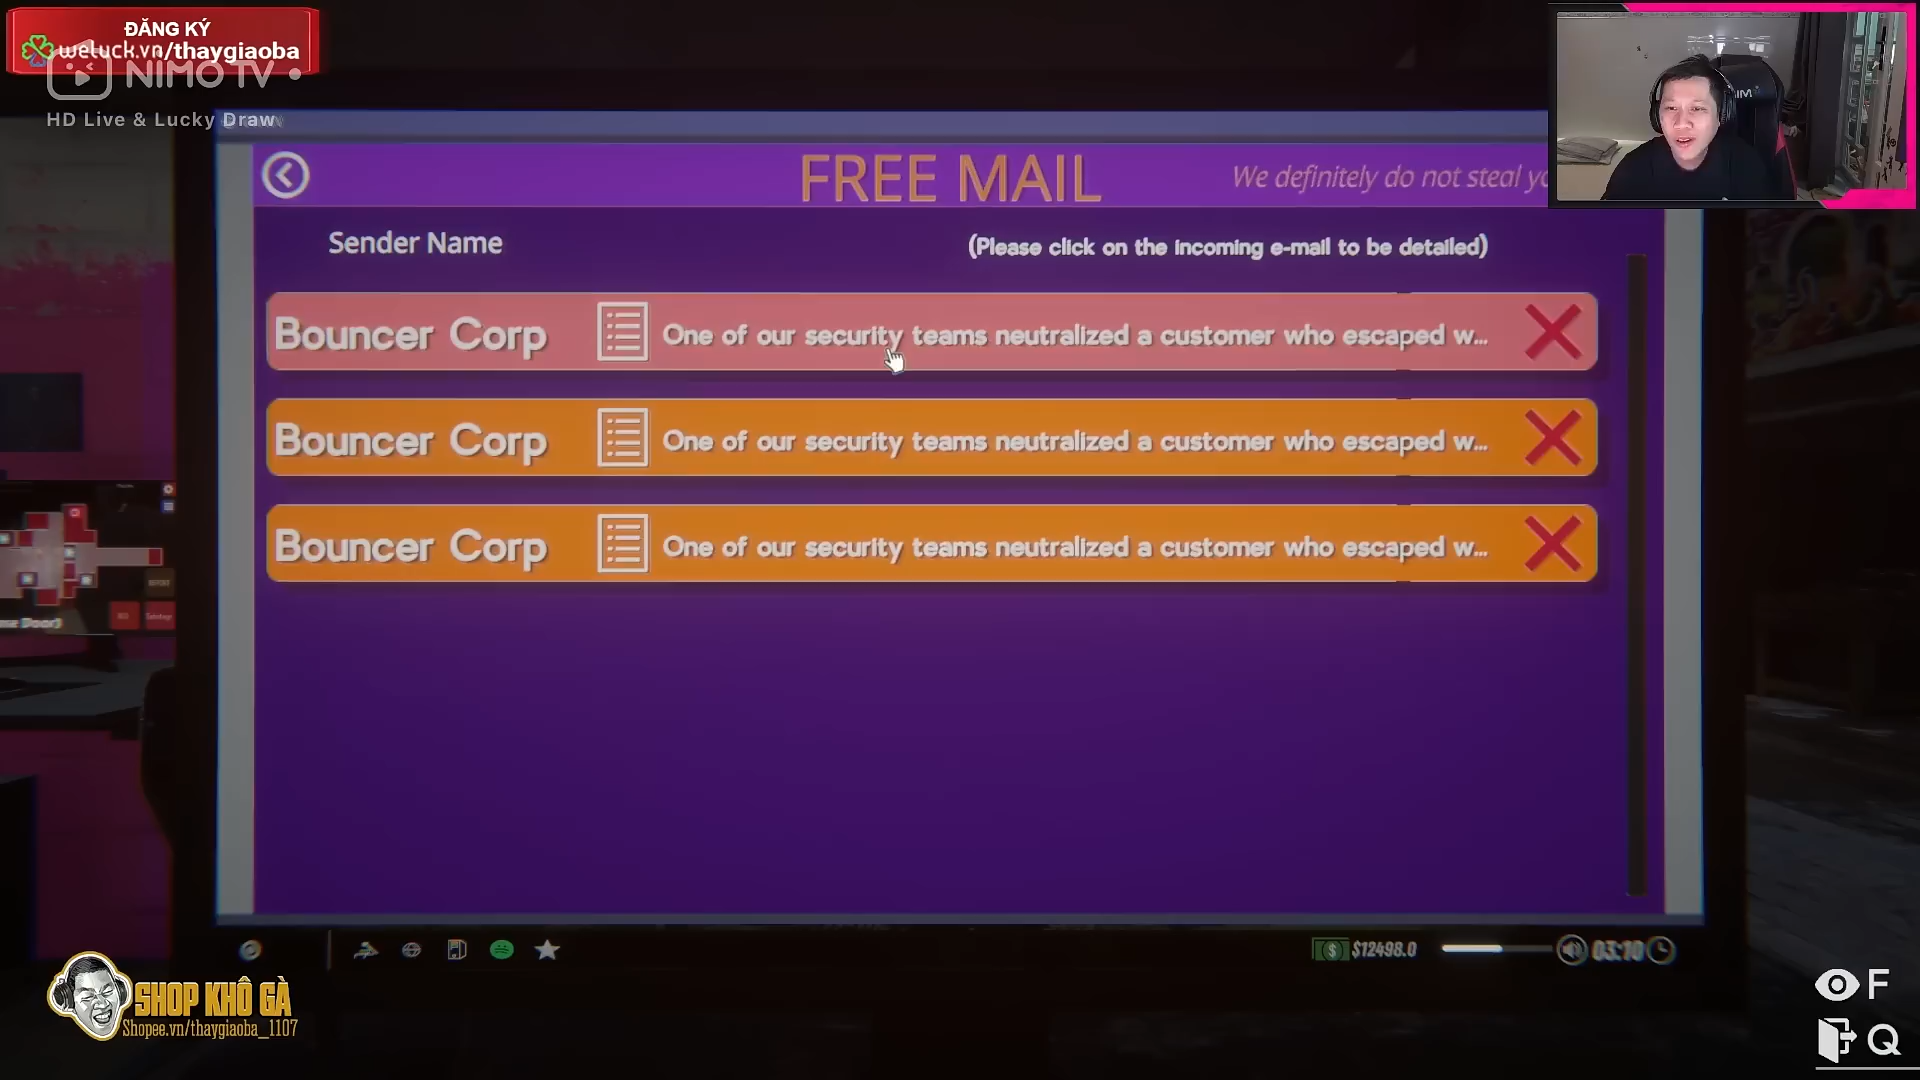 ĐĂNG KÝ
weluck.vn/thaygiaoba
NIMO TV
HD Live & Lucky Draw
FREE MAIL
We definitely do not steal yo
Sender Name
(Please click on the incoming e-mail to be detailed)
Bouncer Corp
One of our security teams neutralized a customer who escaped w...
Bouncer Corp
One of our security teams neutralized a customer who escaped w...
Bouncer Corp
One of our security teams neutralized a customer who escaped w...
$12498.0
03:10
SHOP KHÔ GÀ
Shopee.vn/thaygiaoba_1107
F
Q